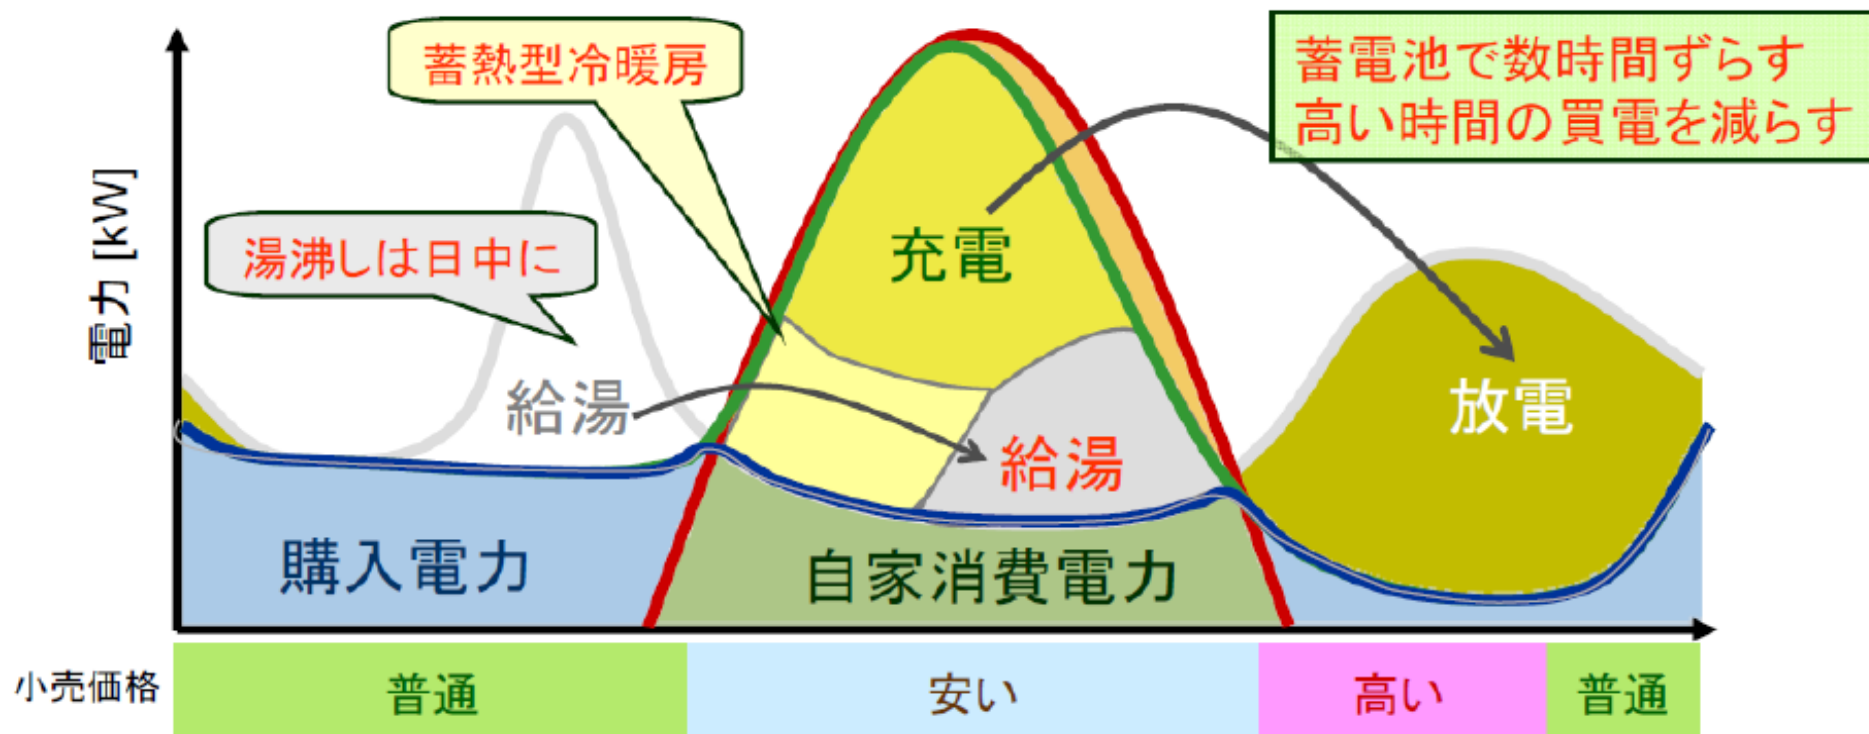 蓄熱型冷暖房
蓄電池で数時間ずらす
高い時間の買電を減らす
湯沸しは日中に
電力 [kW]
充電
給湯
給湯
放電
購入電力
自家消費電力
小売価格
普通
安い
高い
普通